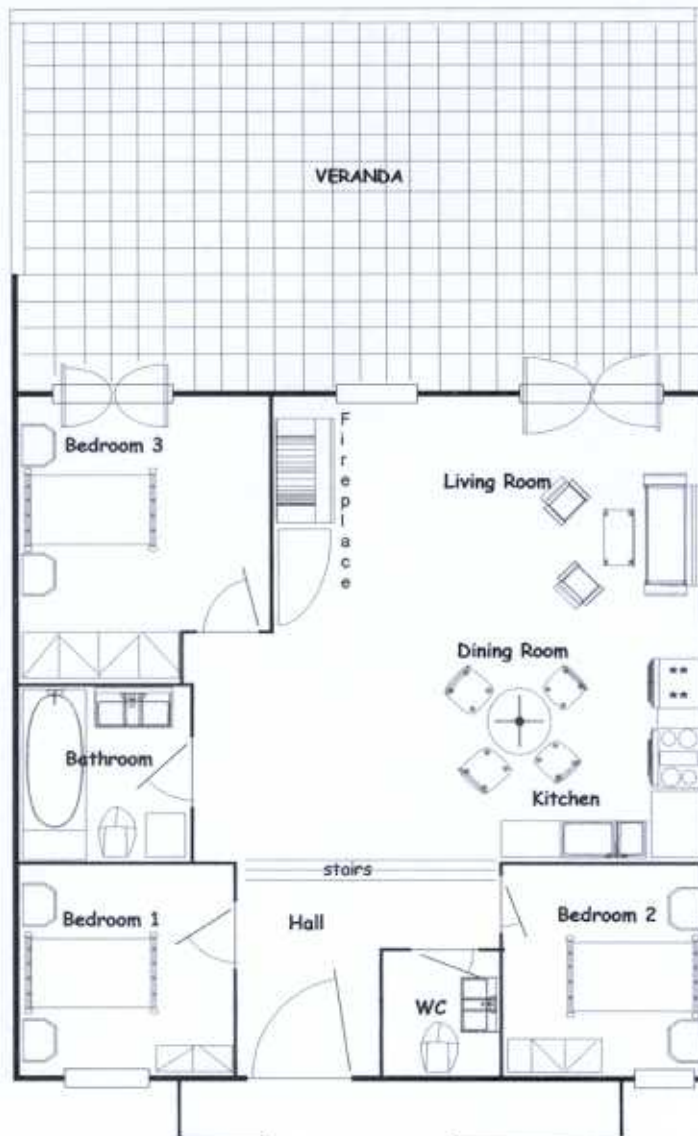 VERANDA
Bedroom 3
Fireplace
Living Room
Dining Room
Bathroom
Kitchen
stairs
Bedroom 1
Hall
Bedroom 2
WC